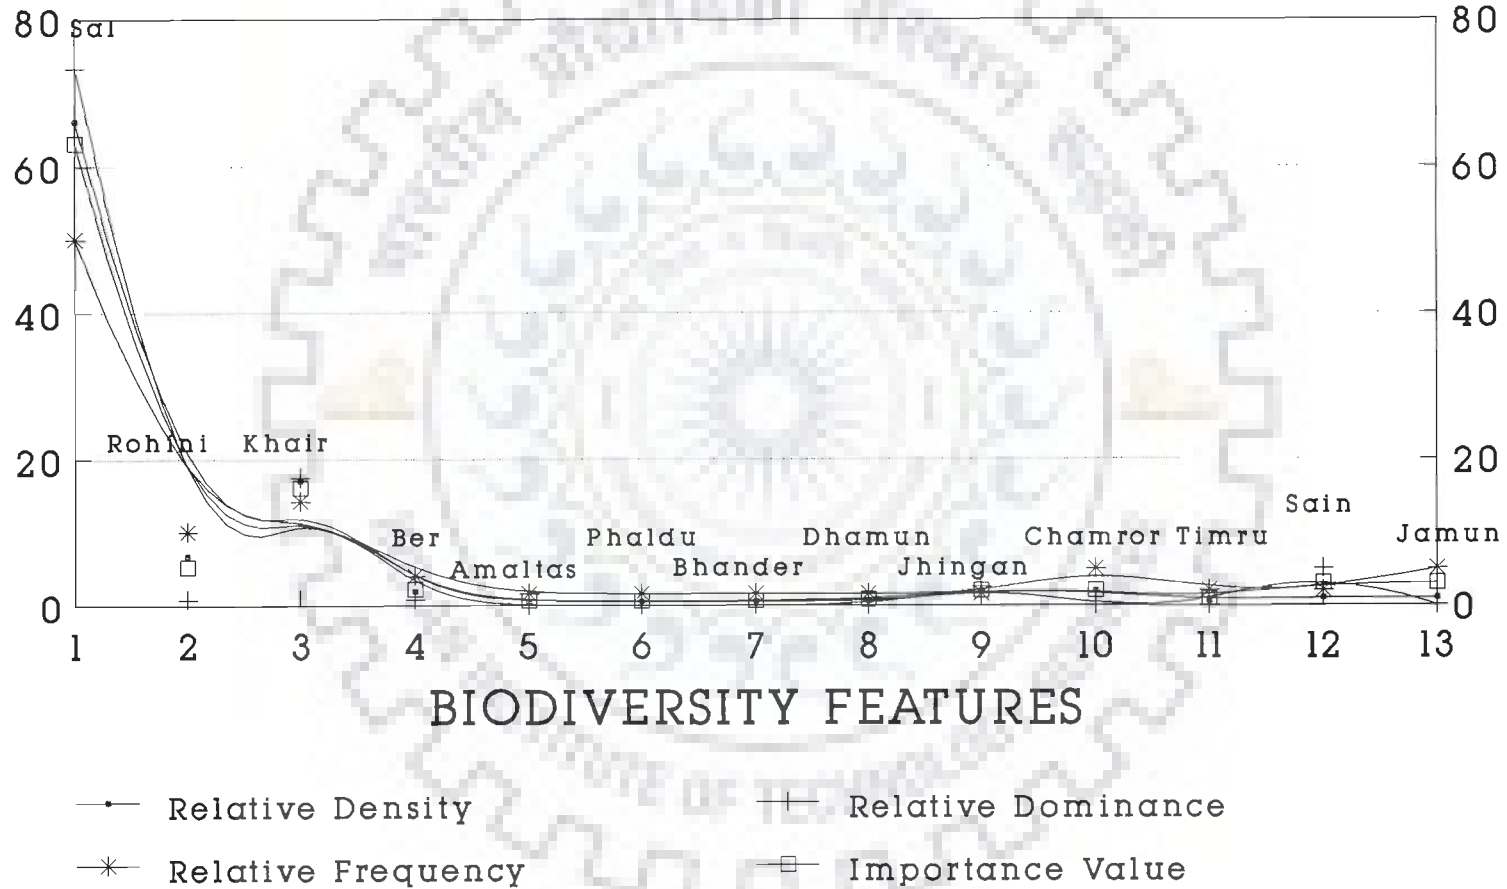 80 Sal 80
60 60
40 40
Rohini Khair
20 20
Sain
Ber Phaldu Dhamun Chamror Timru Jamun
Amaltas Bhander Jhingan
0 0
1 2 3 4 5 6 7 8 9 10 11 12 13
BIODIVERSITY FEATURES
Relative Density Relative Dominance
Relative Frequency Importance Value